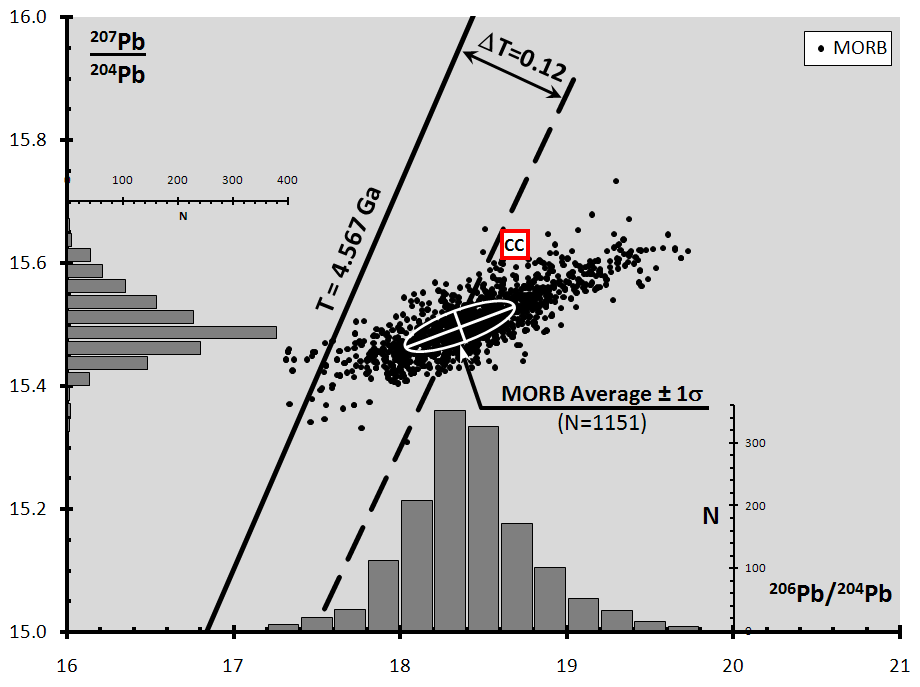 16.0
207Pb
204Pb
ΔT=0.12
MORB
15.8
0 100 200 300 400
N
T = 4.567 Ga
CC
15.6
15.4
MORB Average ± 1σ
(N=1151)
300
15.2
200
N
100
206Pb/204Pb
15.0
0
16 17 18 19 20 21